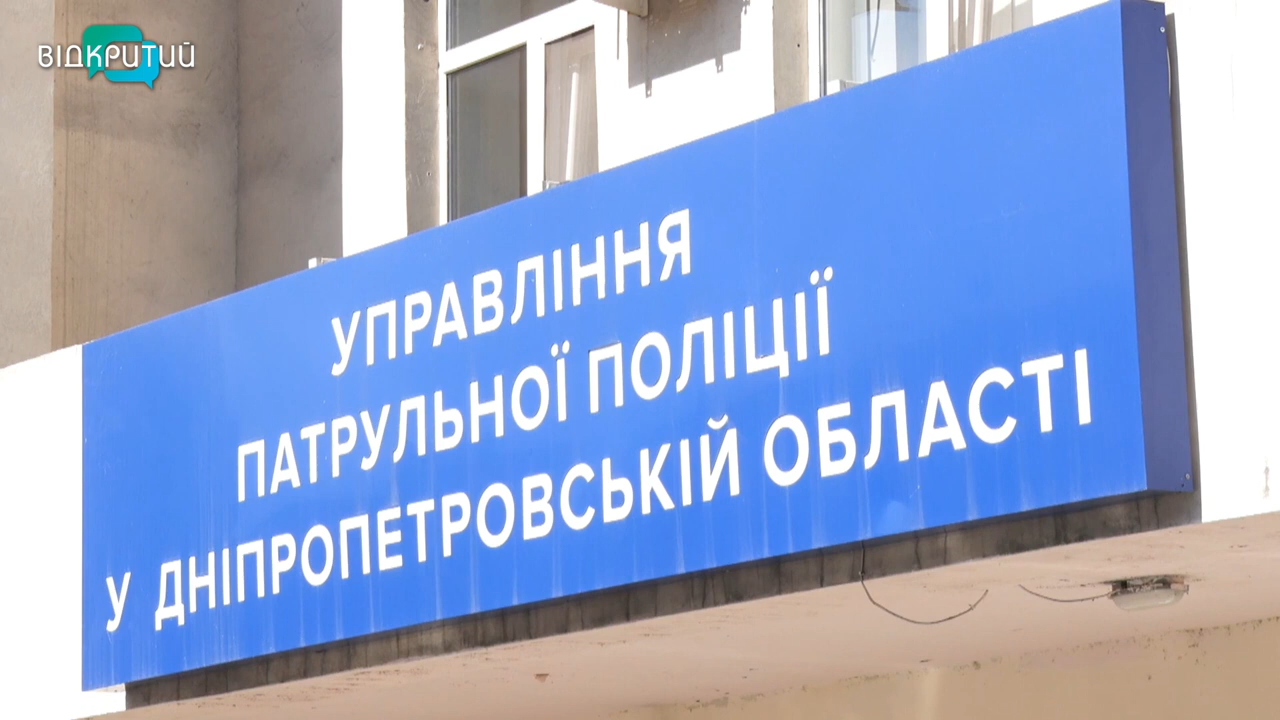 ВІДКРИТИЙ
УПРАВЛІННЯ
ПАТРУЛЬНОЇ ПОЛІЦІЇ
У ДНІПРОПЕТРОВСЬКІЙ ОБЛАСТІ